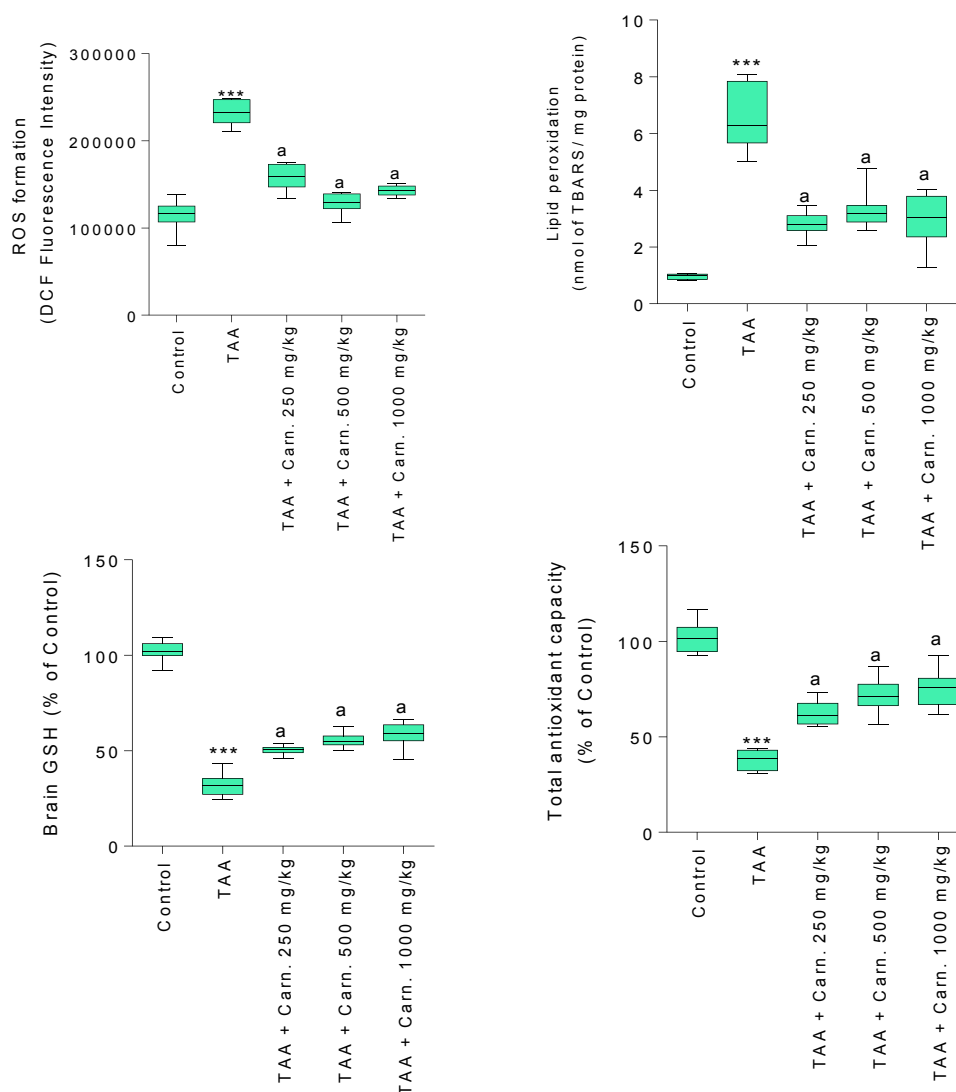 ROS formation
(DCF Fluorescence Intensity)
300000
200000
100000
0
***
a
a
a
Control
TAA
TAA + Carn. 250 mg/kg
TAA + Carn. 500 mg/kg
TAA + Carn. 1000 mg/kg
Lipid peroxidation
(nmol of TBARS/ mg protein)
10
8
6
4
2
0
***
a
a
a
Control
TAA
TAA + Carn. 250 mg/kg
TAA + Carn. 500 mg/kg
TAA + Carn. 1000 mg/kg
Brain GSH (% of Control)
150
100
50
0
***
a
a
a
Control
TAA
TAA + Carn. 250 mg/kg
TAA + Carn. 500 mg/kg
TAA + Carn. 1000 mg/kg
Total antioxidant capacity
(% of Control)
150
100
50
0
***
a
a
a
Control
TAA
TAA + Carn. 250 mg/kg
TAA + Carn. 500 mg/kg
TAA + Carn. 1000 mg/kg